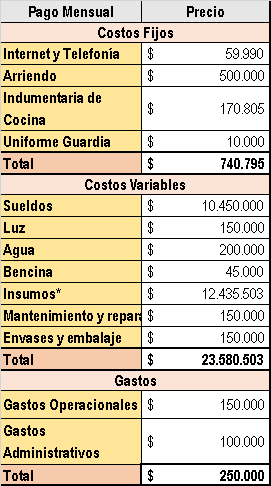 Pago Mensual Precio
Costos Fijos
Internet y Telefonía $ 59.990
Arriendo $ 500.000
Indumentaria de
Cocina $ 170.805
Uniforme Guardia $ 10.000
Total $ 740.795
Costos Variables
Sueldos $ 10.450.000
Luz $ 150.000
Agua $ 200.000
Bencina $ 45.000
Insumos* $ 12.435.503
Mantenimiento y repar $ 150.000
Envases y embalaje $ 150.000
Total $ 23.580.503
Gastos
Gastos Operacionales $ 150.000
Gastos
Administrativos $ 100.000
Total $ 250.000